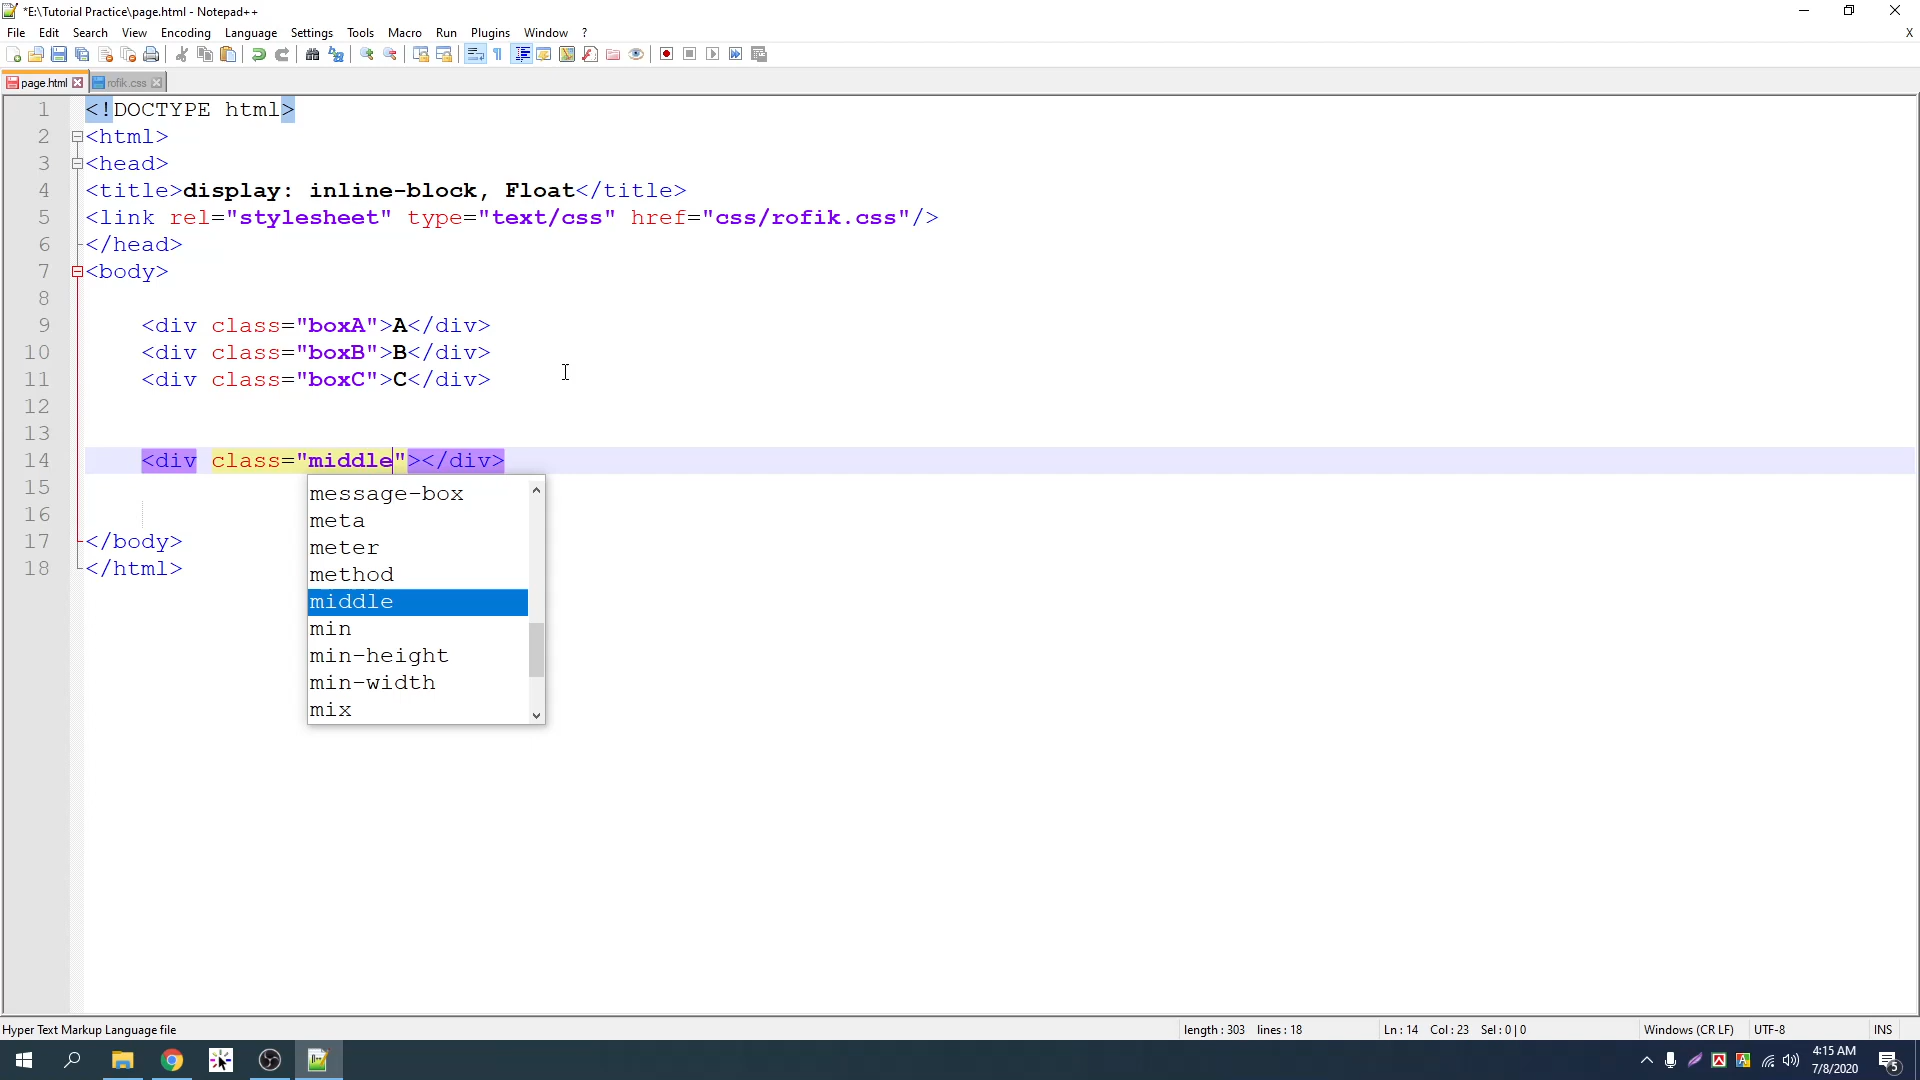 *E:\Tutorial Practice\page.html - Notepad++
File Edit Search View Encoding Language Settings Tools Macro Run Plugins Window ? X
page.html rofik.css
1 <!DOCTYPE html>
2 <html>
3 <head>
4 <title>display: inline-block, Float</title>
5 <link rel="stylesheet" type="text/css" href="css/rofik.css"/>
6 </head>
7 <body>
8
9 <div class="boxA">A</div>
10 <div class="boxB">B</div>
11 <div class="boxC">C</div>
12
13
14 <div class="middle"></div>
15
16
17 </body>
18 </html>
message-box
meta
meter
method
middle
min
min-height
min-width
mix
Hyper Text Markup Language file length : 303 lines : 18 Ln : 14 Col : 23 Sel : 0 | 0 Windows (CR LF) UTF-8 INS
4:15 AM
7/8/2020
5